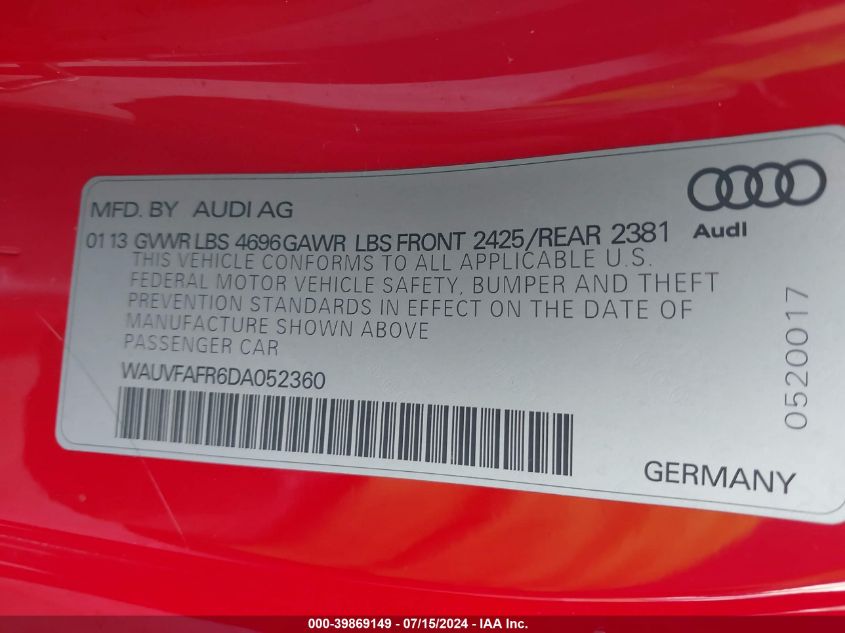 MFD. BY AUDI AG
Audi
0113 GVWR LBS 4696 GAWR LBS FRONT 2425/REAR 2381
THIS VEHICLE CONFORMS TO ALL APPLICABLE U.S.
FEDERAL MOTOR VEHICLE SAFETY, BUMPER AND THEFT
PREVENTION STANDARDS IN EFFECT ON THE DATE OF
MANUFACTURE SHOWN ABOVE
PASSENGER CAR
WAUVFAFR6DA052360
0520017
GERMANY
000-39869149 - 07/15/2024 - IAA Inc.